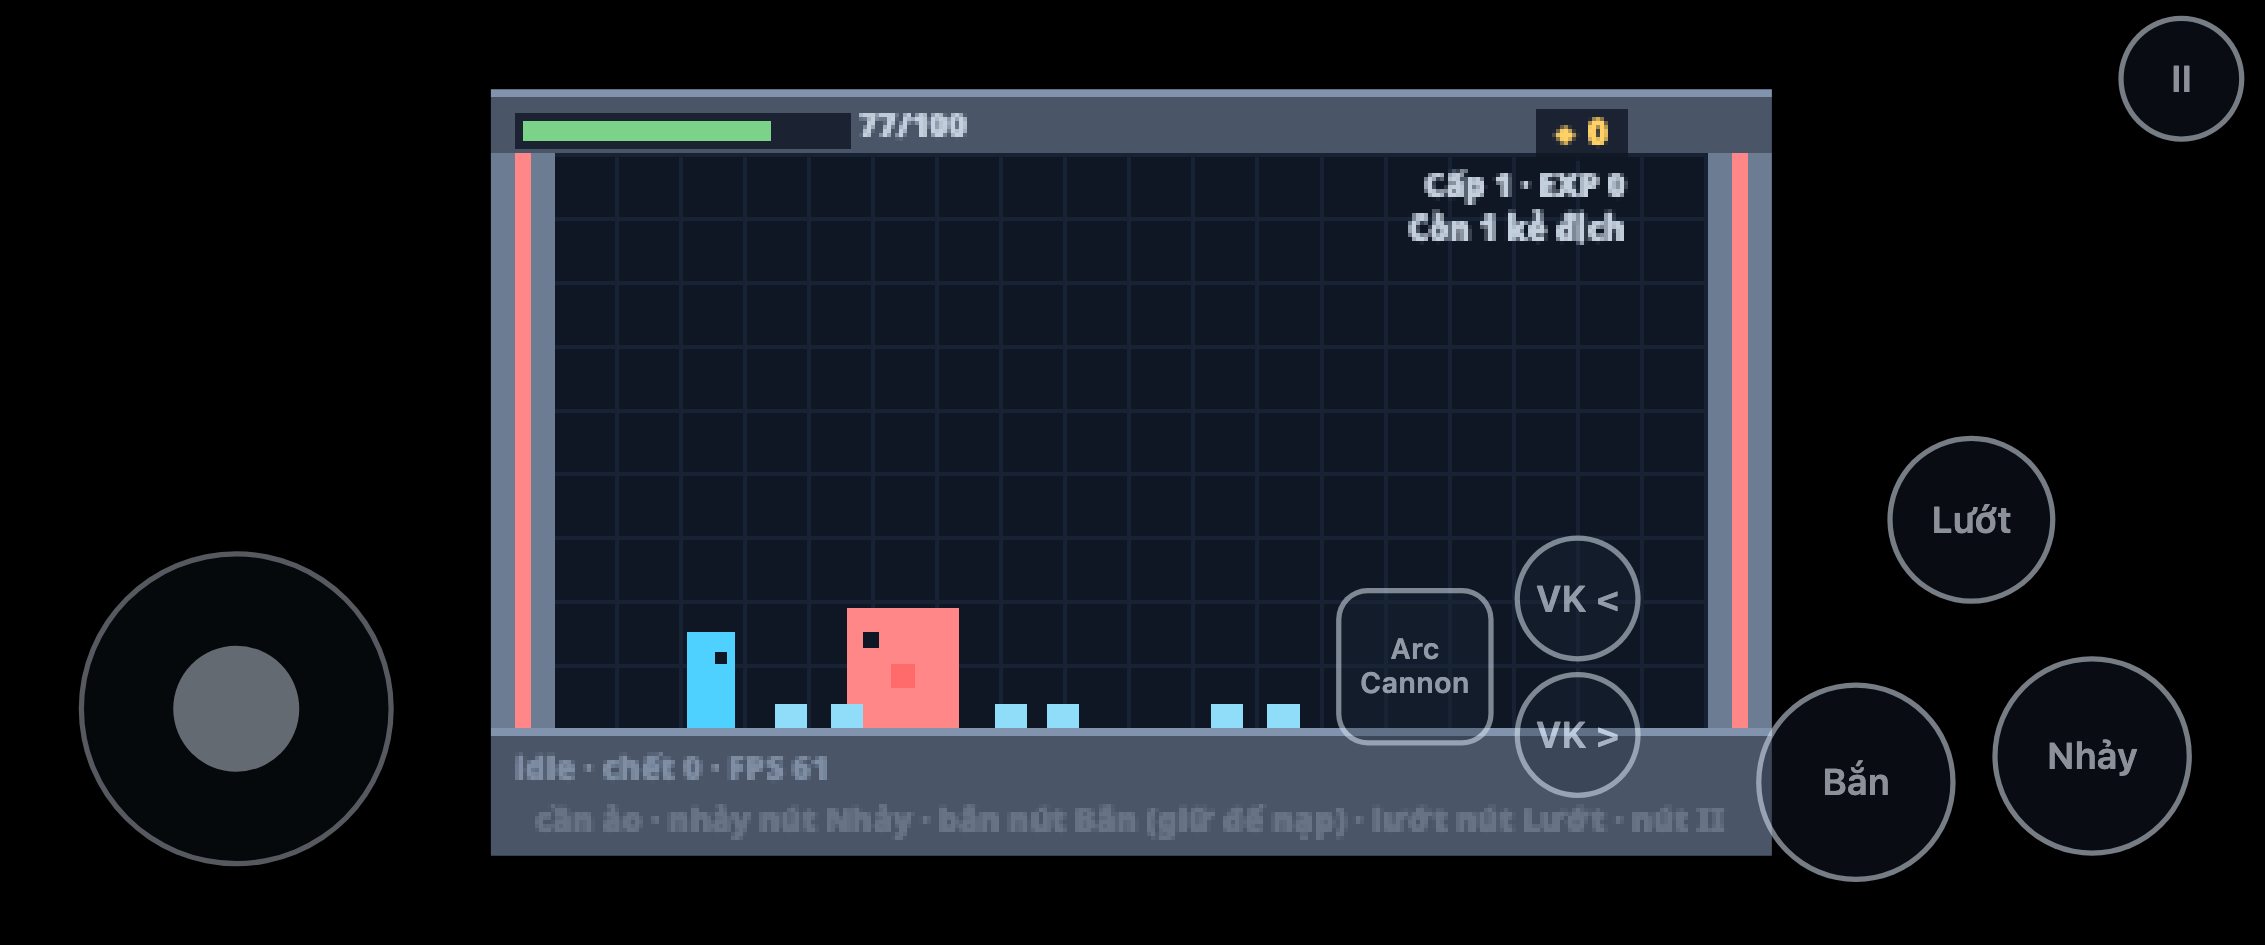 II
77/100
0
Cấp 1 · EXP 0
Còn 1 kẻ địch
Lướt
VK <
Arc
Cannon
VK >
Bắn
Nhảy
Idle · chết 0 · FPS 61
cần ảo · nhảy nút Nhảy · bắn nút Bắn (giữ để nạp) · lướt nút Lướt · nút II